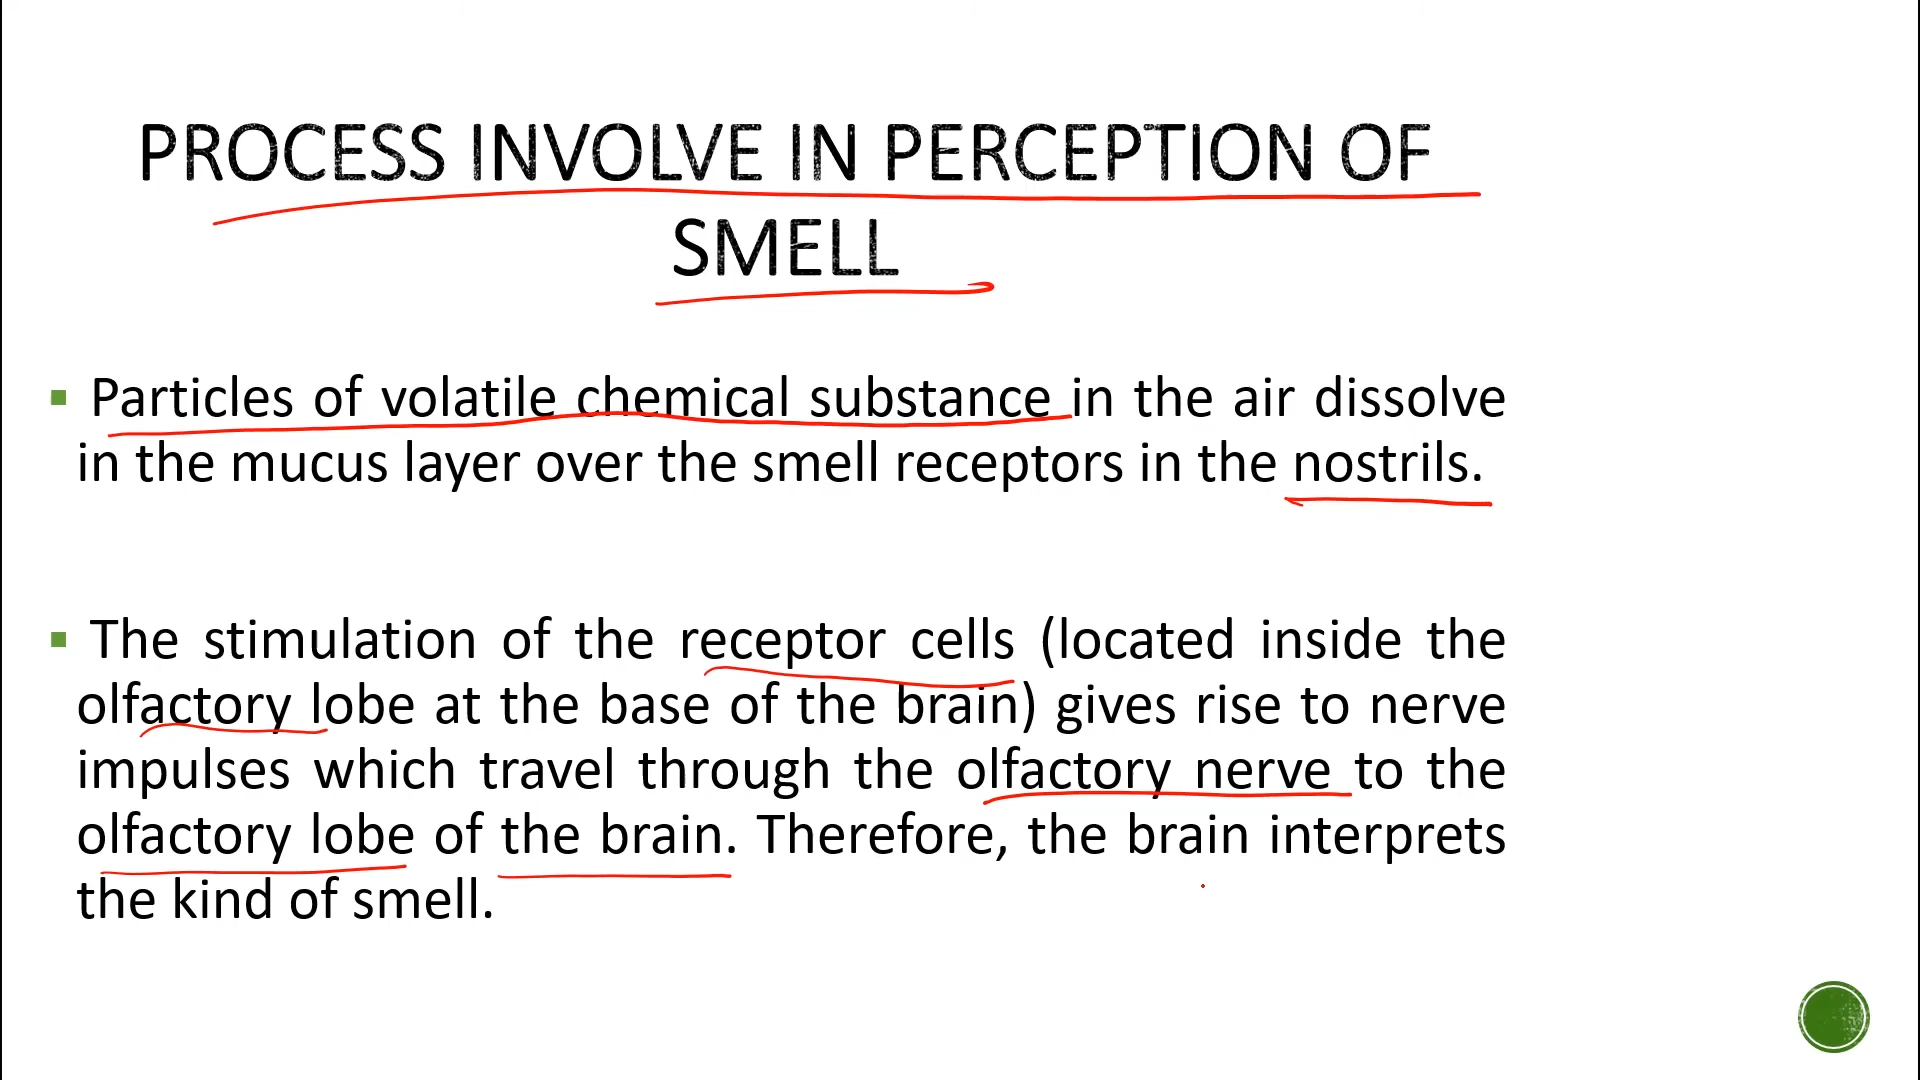 PROCESS INVOLVE IN PERCEPTION OF
SMELL
▪ Particles of volatile chemical substance in the air dissolve
in the mucus layer over the smell receptors in the nostrils.
▪ The stimulation of the receptor cells (located inside the
olfactory lobe at the base of the brain) gives rise to nerve
impulses which travel through the olfactory nerve to the
olfactory lobe of the brain. Therefore, the brain interprets
the kind of smell.